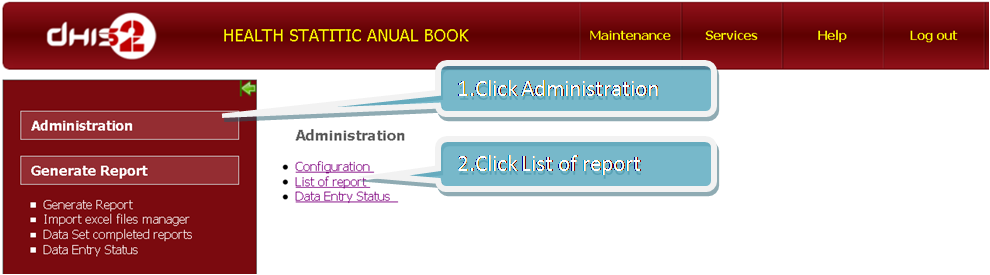 dHIS2
HEALTH STATITIC ANUAL BOOK
Maintenance
Services
Help
Log out
1.Click Administration
Administration
Administration
2.Click List of report
Generate Report
Configuration
List of report
Data Entry Status
Generate Report
Import excel files manager
Data Set completed reports
Data Entry Status